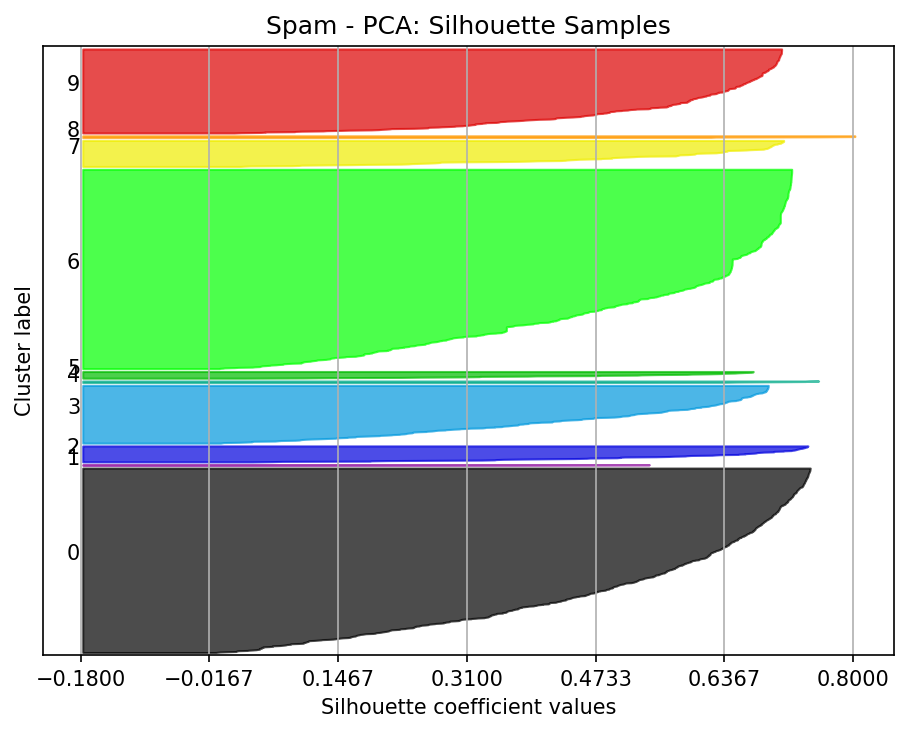 Spam - PCA: Silhouette Samples
9
8
7
6
5
4
3
2
1
0
Cluster label
−0.1800 −0.0167 0.1467 0.3100 0.4733 0.6367 0.8000
Silhouette coefficient values